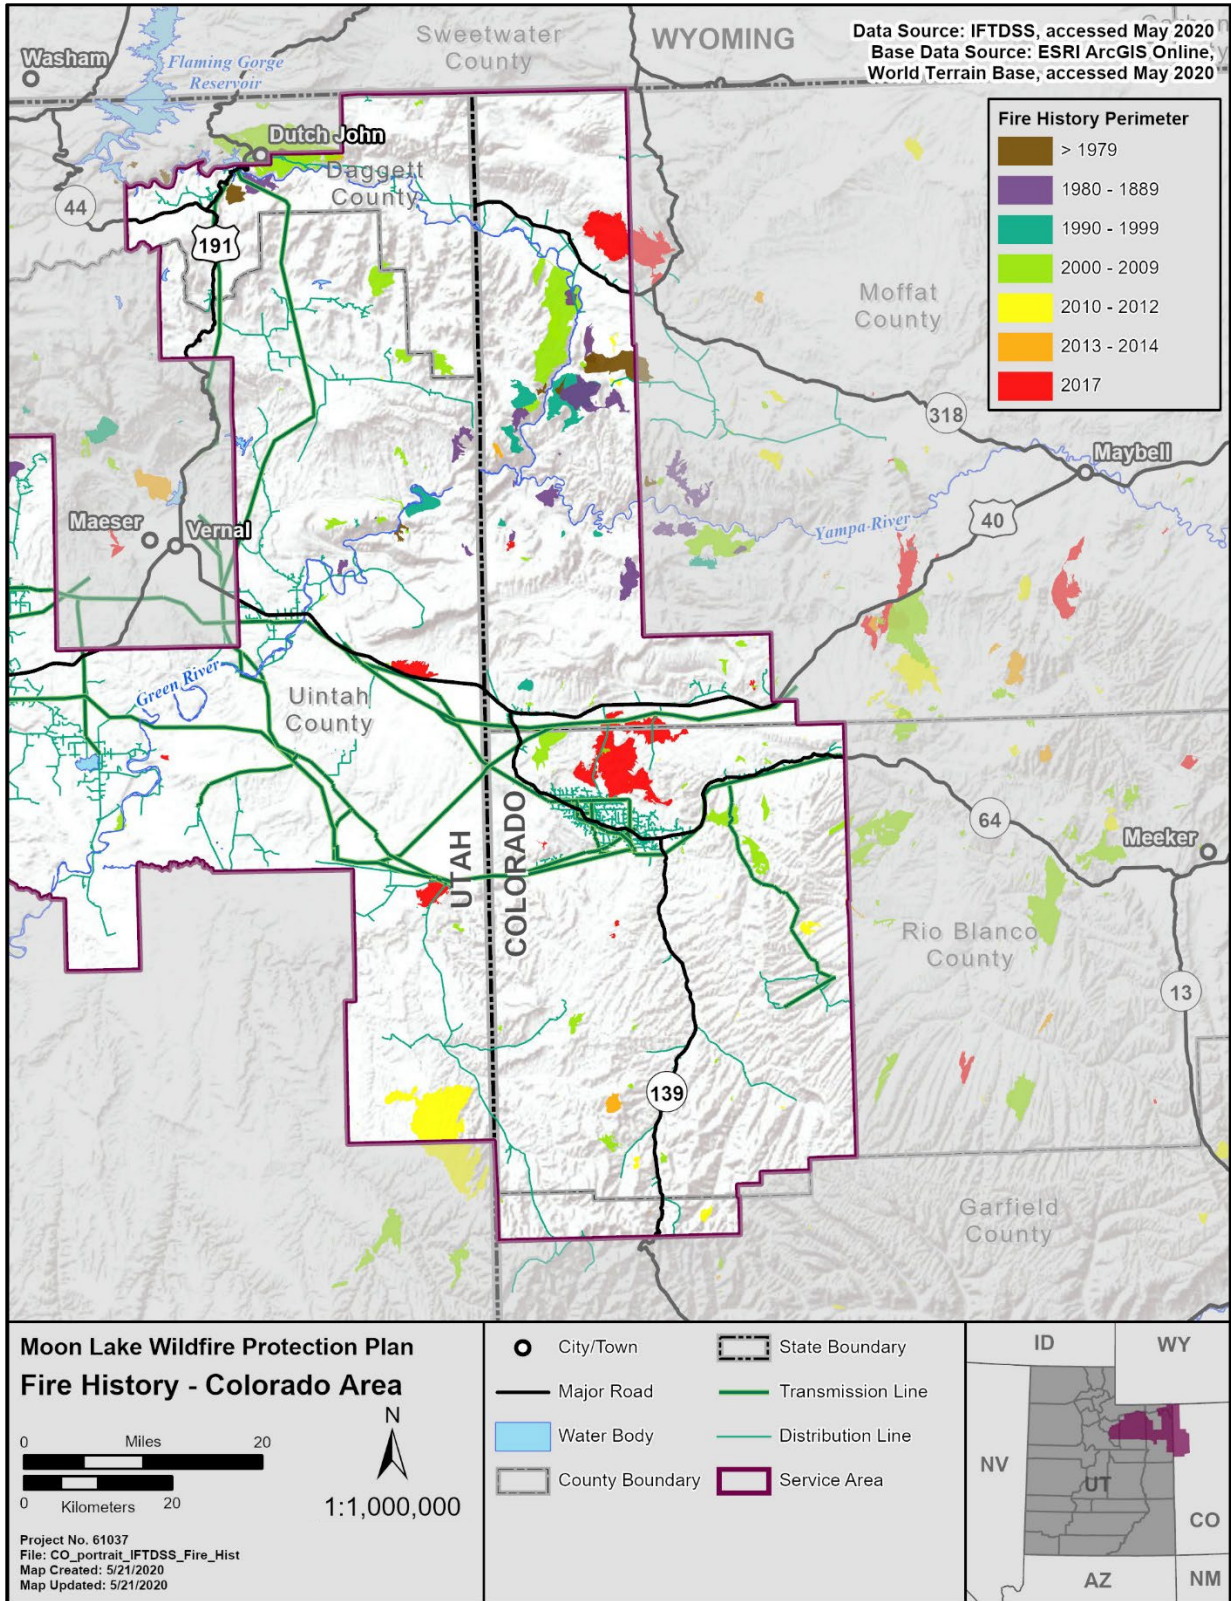 Data Source: IFTDSS, accessed May 2020
Base Data Source: ESRI ArcGIS Online,
World Terrain Base, accessed May 2020
Sweetwater
County
WYOMING
Washam
Flaming Gorge
Reservoir
Dutch John
Daggett
County
44
191
Fire History Perimeter
> 1979
1980 - 1889
1990 - 1999
2000 - 2009
2010 - 2012
2013 - 2014
2017
Moffat
County
318
Maybell
Maeser
Vernal
Yampa River
40
Green River
Uintah
County
UTAH
COLORADO
64
Meeker
Rio Blanco
County
13
139
Garfield
County
Moon Lake Wildfire Protection Plan
Fire History - Colorado Area
0 Miles 20
0 Kilometers 20
N
1:1,000,000
Project No. 61037
File: CO_portrait_IFTDSS_Fire_Hist
Map Created: 5/21/2020
Map Updated: 5/21/2020
City/Town
Major Road
Water Body
County Boundary
State Boundary
Transmission Line
Distribution Line
Service Area
ID
WY
NV
UT
CO
AZ
NM